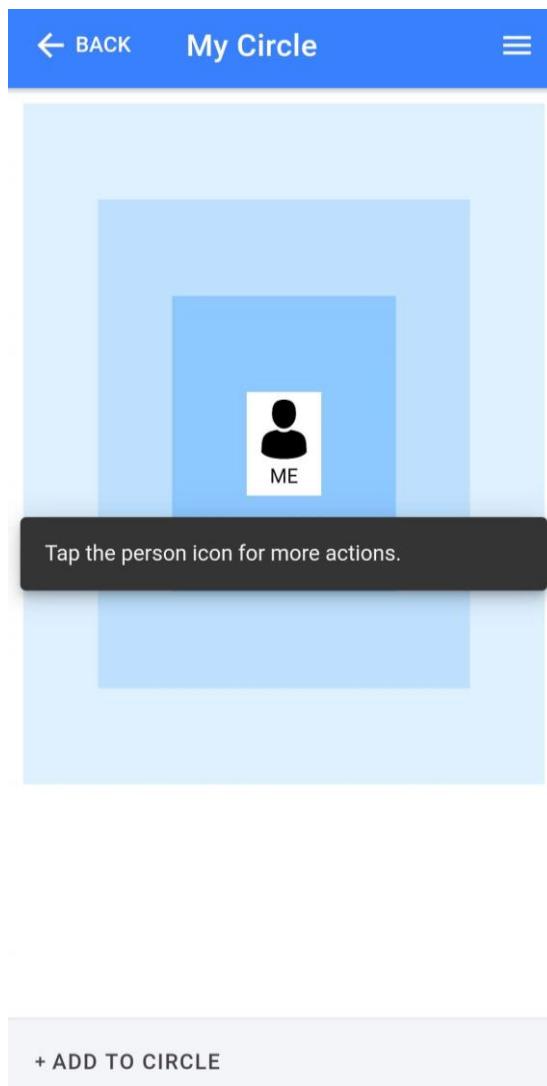 BACK My Circle
ME
Tap the person icon for more actions.
+ ADD TO CIRCLE